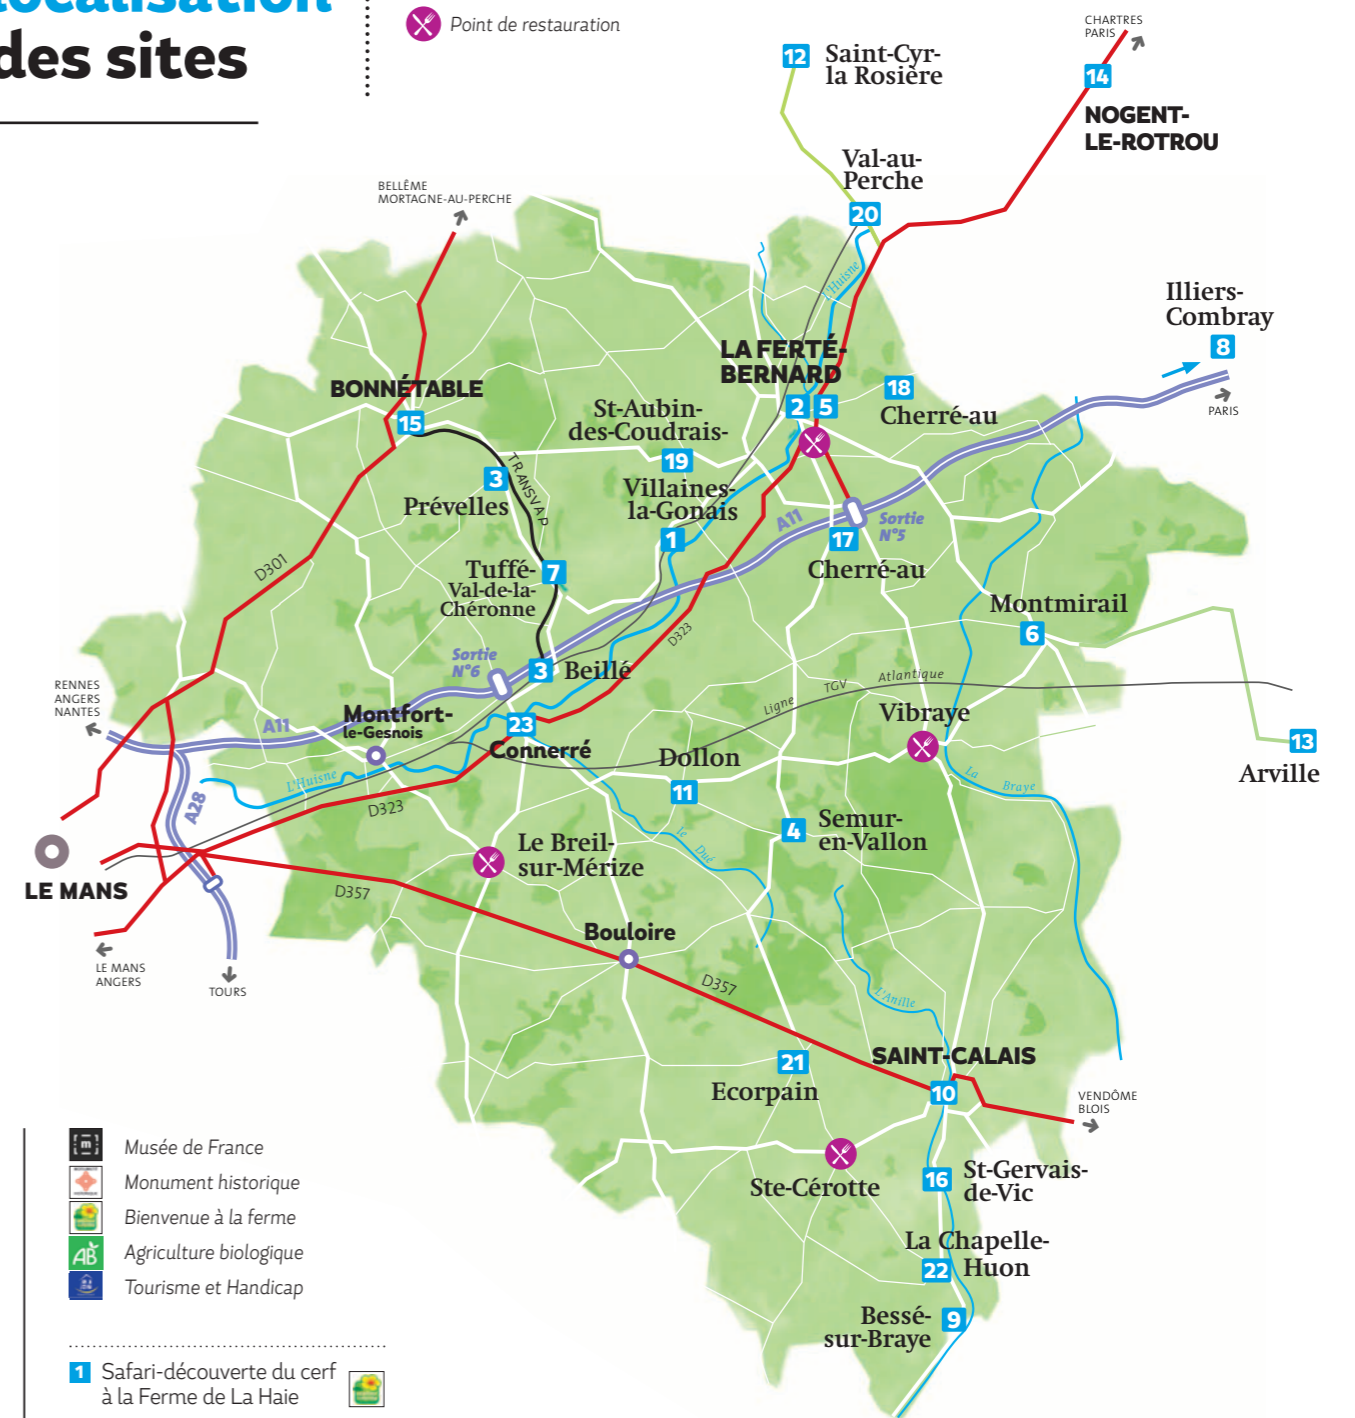 localisation
des sites
Point de restauration
CHARTRES
PARIS
12
Saint-Cyr-
la Rosière
14
NOGENT-
LE-ROTROU
Val-au-
Perche
20
BELLÊME
MORTAGNE-AU-PERCHE
L'Huisne
Illiers-
Combray
8
PARIS
LA FERTÉ-
BERNARD
2 5
18
Cherré-au
BONNÉTABLE
15
St-Aubin-
des-Coudrais-
19
TRANSVAP
3
Prévelles
Villaines-
la-Gonais
1
A11
Sortie
N°5
17
Cherré-au
D301
Tuffé-
Val-de-la-
Chéronne
7
Montmirail
6
D323
Sortie
N°6
3
Beillé
Ligne TGV Atlantique
RENNES
ANGERS
NANTES
A11
Montfort-
le-Gesnois
23
Connerré
Vibraye
13
Arville
Dollon
11
L'Huisne
La Braye
A28
D323
4
Semur-
en-Vallon
le Dué
Le Breil-
sur-Mérize
LE MANS
D357
Bouloire
LE MANS
ANGERS
TOURS
D357
L'Anille
21
Ecorpain
SAINT-CALAIS
10
VENDÔME
BLOIS
Ste-Cérotte
16
St-Gervais-
de-Vic
La Chapelle-
Huon
22
Bessé-
sur-Braye
9
Musée de France
Monument historique
Bienvenue à la ferme
AB
Agriculture biologique
Tourisme et Handicap
1 Safari-découverte du cerf
à la Ferme de La Haie